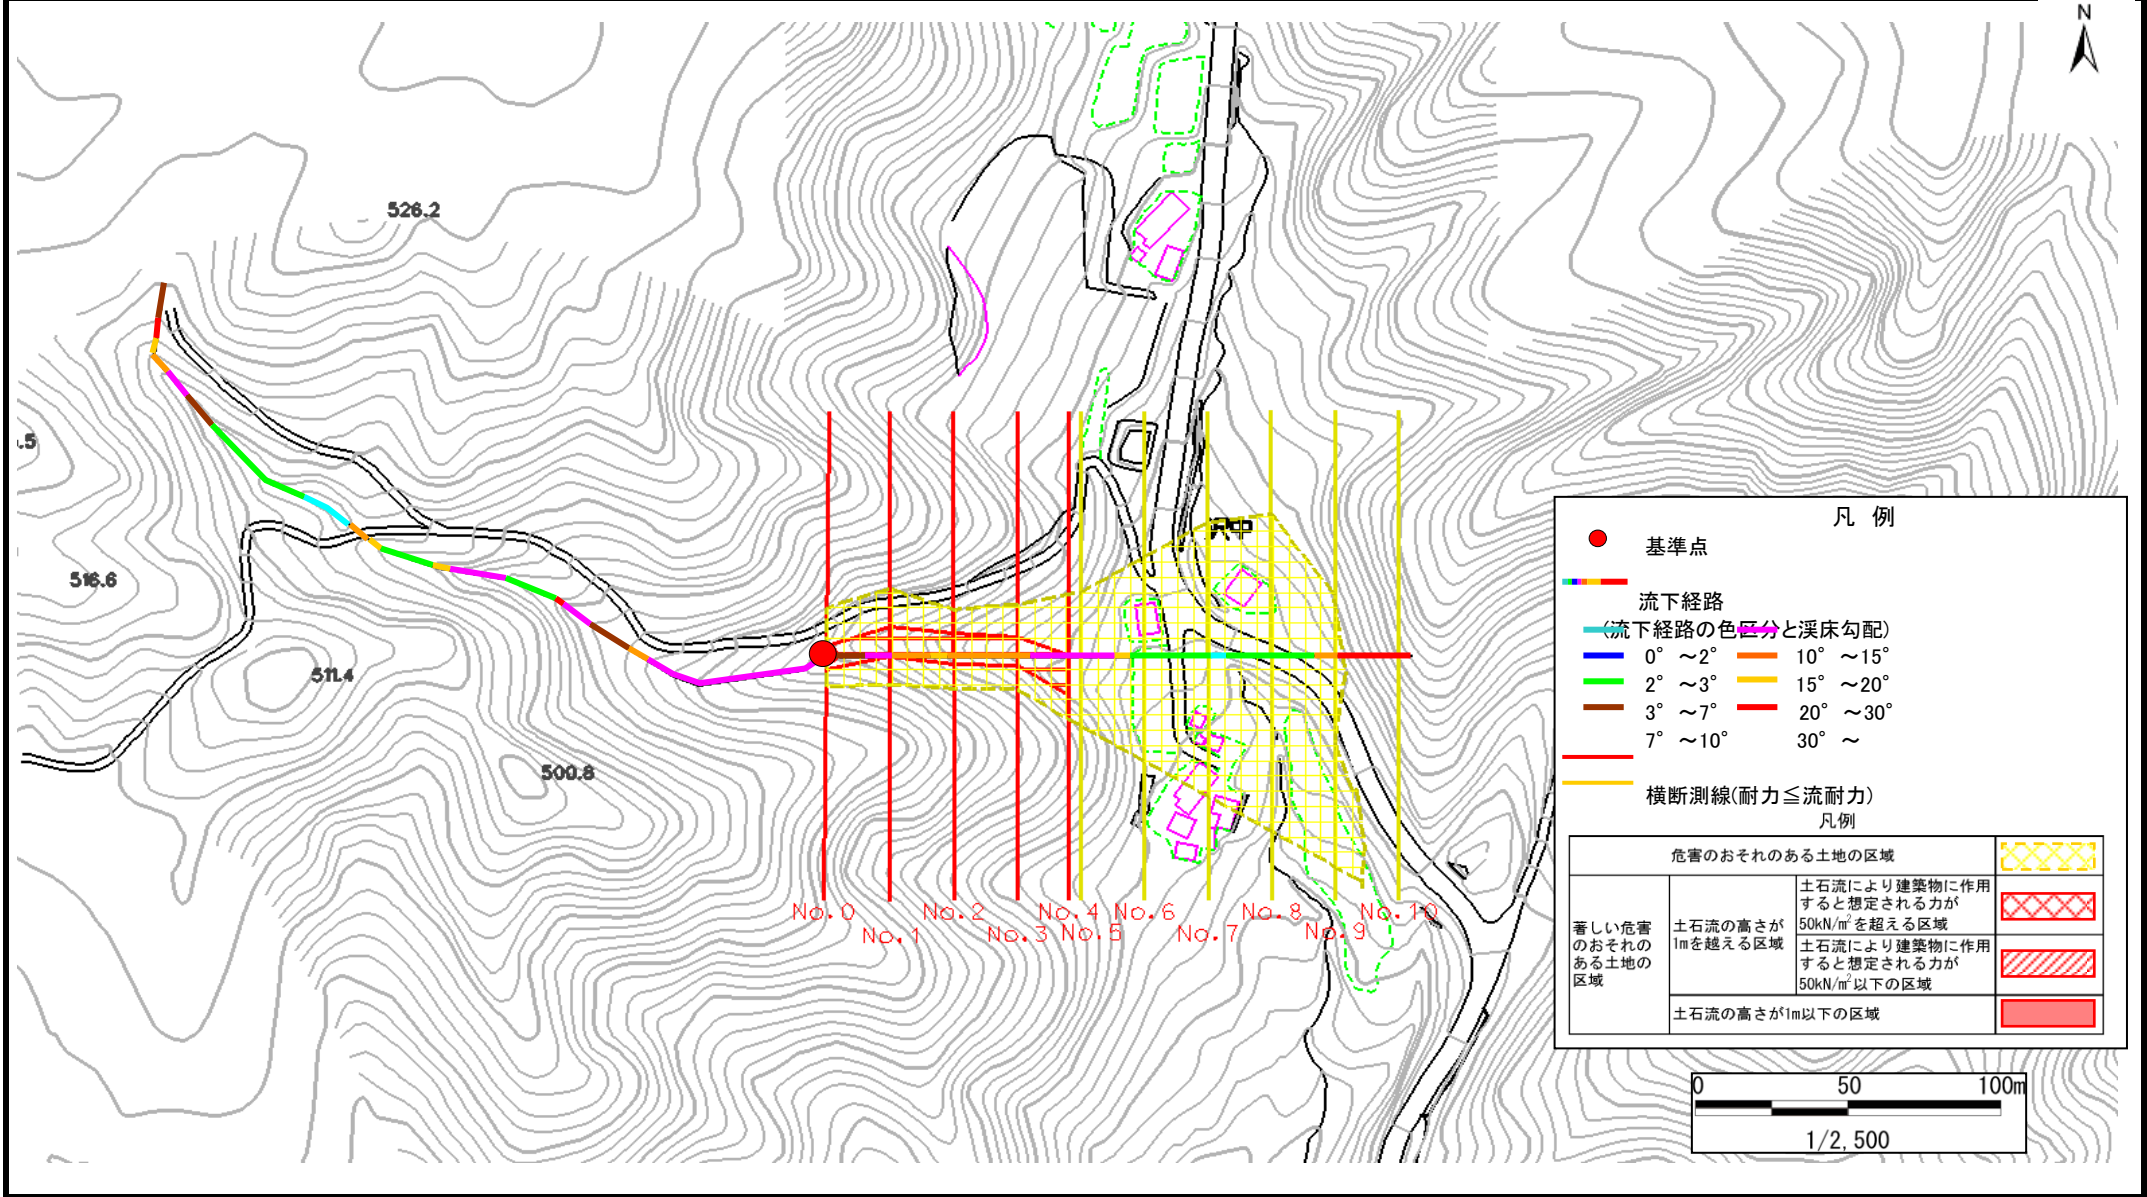 N
526.2
.5
516.6
511.4
500.8
No.0
No.2
No.4
No.6
No.8
No.10
No.1
No.3
No.5
No.7
No.9
凡 例
基準点
流下経路
(流下経路の色区分と渓床勾配)
0° ~2°
10° ~15°
2° ~3°
15° ~20°
3° ~7°
20° ~30°
7° ~10°
30° ~
横断測線(耐力≦流耐力)
凡例
危害のおそれのある土地の区域
著しい危害
のおそれの
ある土地の
区域
土石流の高さが
1mを越える区域
土石流により建築物に作用
すると想定される力が
50kN/㎡を超える区域
土石流により建築物に作用
すると想定される力が
50kN/㎡以下の区域
土石流の高さが1m以下の区域
0 50 100m
1/2,500